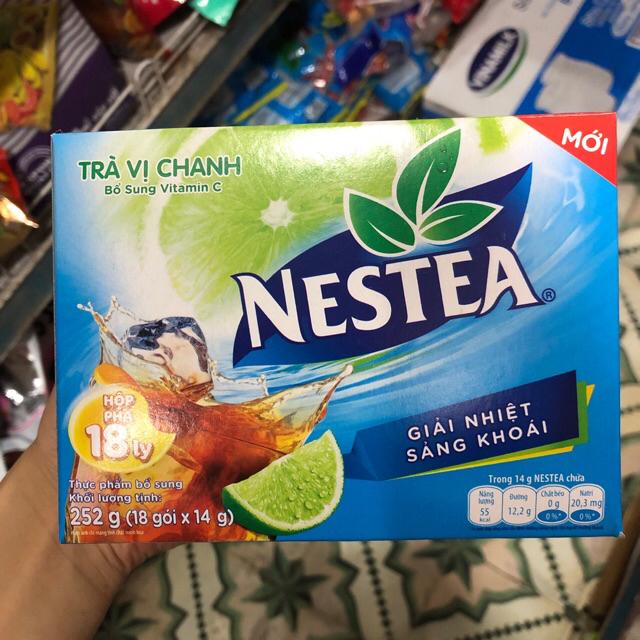 MỚI
TRÀ VỊ CHANH
Bổ Sung Vitamin C
NESTEA®
HỘP
PHA
18 ly
GIẢI NHIỆT
SẢNG KHOÁI
Thực phẩm bổ sung
Khối lượng tịnh:
252 g (18 gói x 14 g)
Trong 14 g NESTEA chứa
Năng lượng
55 kcal
Đường
12,2 g
Chất béo
0 g
0%*
Natri
20,3 mg
0%*
VINAMILK